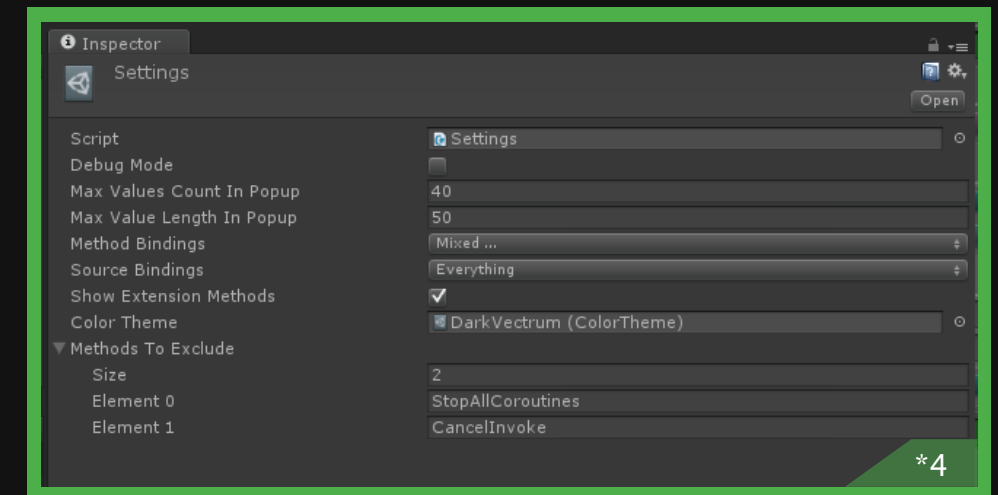 Inspector
Settings
Open
Script Settings
Debug Mode
Max Values Count In Popup 40
Max Value Length In Popup 50
Method Bindings Mixed ...
Source Bindings Everything
Show Extension Methods
Color Theme DarkVectrum (ColorTheme)
Methods To Exclude
Size 2
Element 0 StopAllCoroutines
Element 1 CancelInvoke
*4